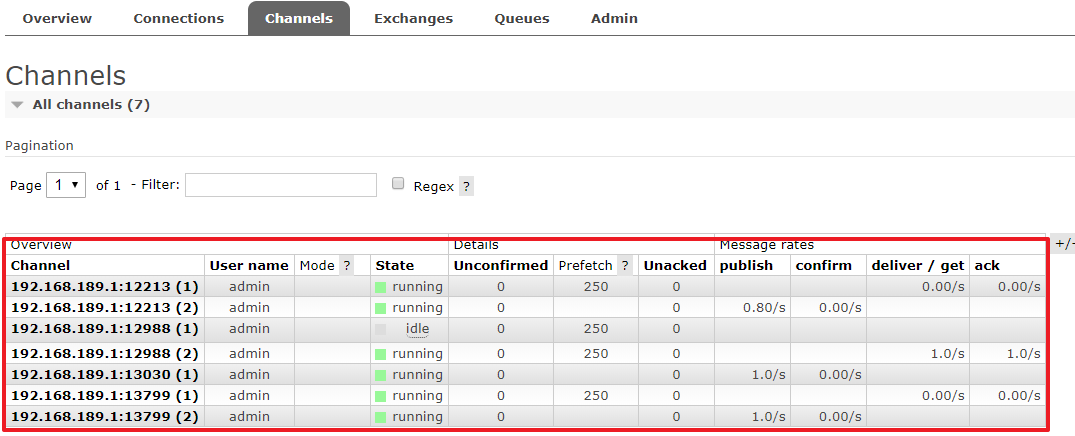 Overview Connections Channels Exchanges Queues Admin
Channels
All channels (7)
Pagination
Page 1 of 1 - Filter: Regex ?
Overview Details Message rates +/-
Channel User name Mode ? State Unconfirmed Prefetch ? Unacked publish confirm deliver / get ack
192.168.189.1:12213 (1) admin running 0 250 0 0.00/s 0.00/s
192.168.189.1:12213 (2) admin running 0 0 0.80/s 0.00/s
192.168.189.1:12988 (1) admin idle 0 250 0
192.168.189.1:12988 (2) admin running 0 250 0 1.0/s 1.0/s
192.168.189.1:13030 (1) admin running 0 0 1.0/s 0.00/s
192.168.189.1:13799 (1) admin running 0 250 0 0.00/s 0.00/s
192.168.189.1:13799 (2) admin running 0 0 1.0/s 0.00/s